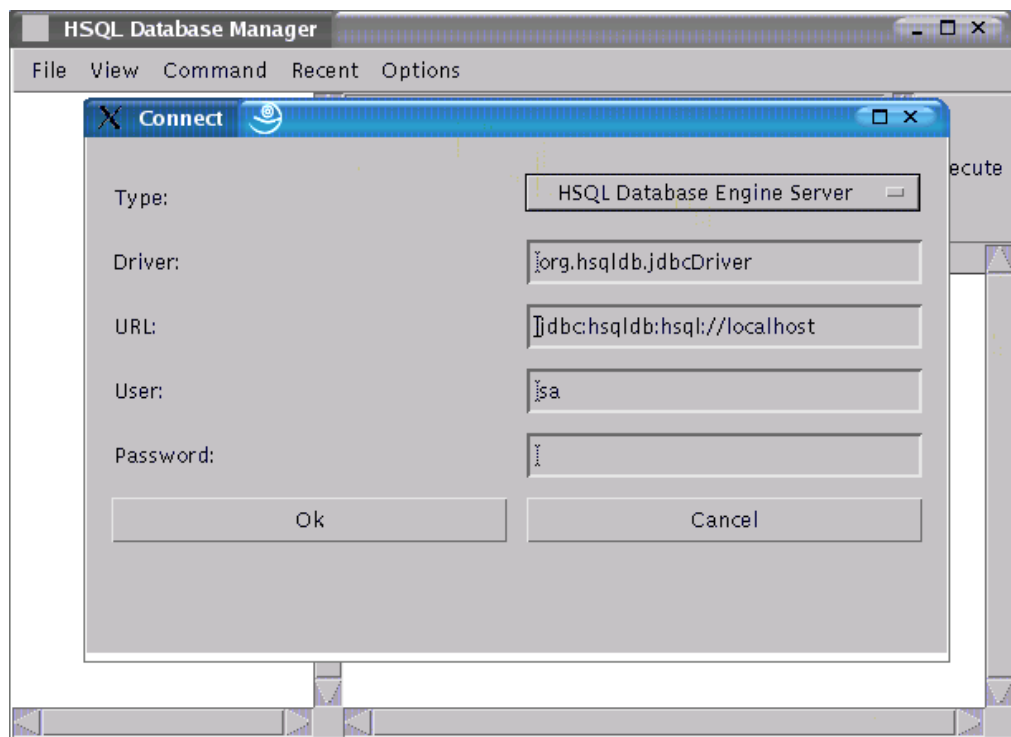 HSQL Database Manager
File View Command Recent Options
Connect
ecute
Type: HSQL Database Engine Server
Driver: org.hsqldb.jdbcDriver
URL: jdbc:hsqldb:hsql://localhost
User: sa
Password:
Ok Cancel